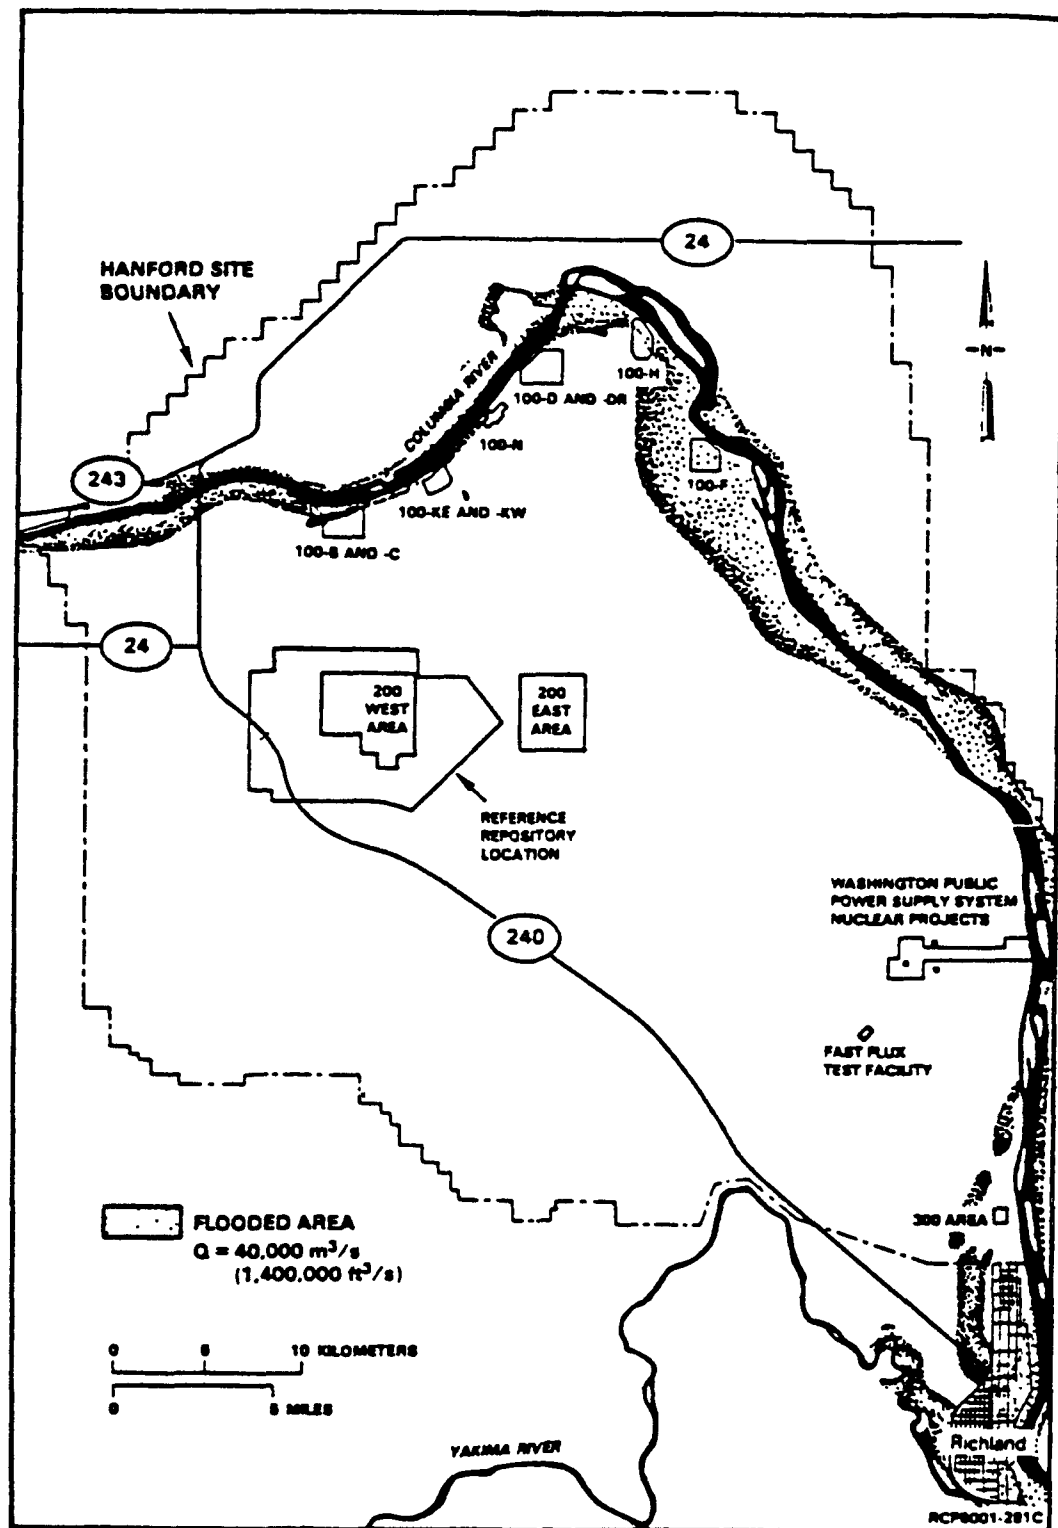 24
HANFORD SITE
BOUNDARY
N
COLUMBIA RIVER
100-H
100-D AND -DR
100-N
100-F
243
100-KE AND -KW
100-B AND -C
24
200
WEST
AREA
200
EAST
AREA
REFERENCE
REPOSITORY
LOCATION
WASHINGTON PUBLIC
POWER SUPPLY SYSTEM
NUCLEAR PROJECTS
240
FAST FLUX
TEST FACILITY
FLOODED AREA
Q = 40,000 m³/s
(1,400,000 ft³/s)
300 AREA
0 5 10 KILOMETERS
0 5 MILES
YAKIMA RIVER
Richland
RCP8001-281C